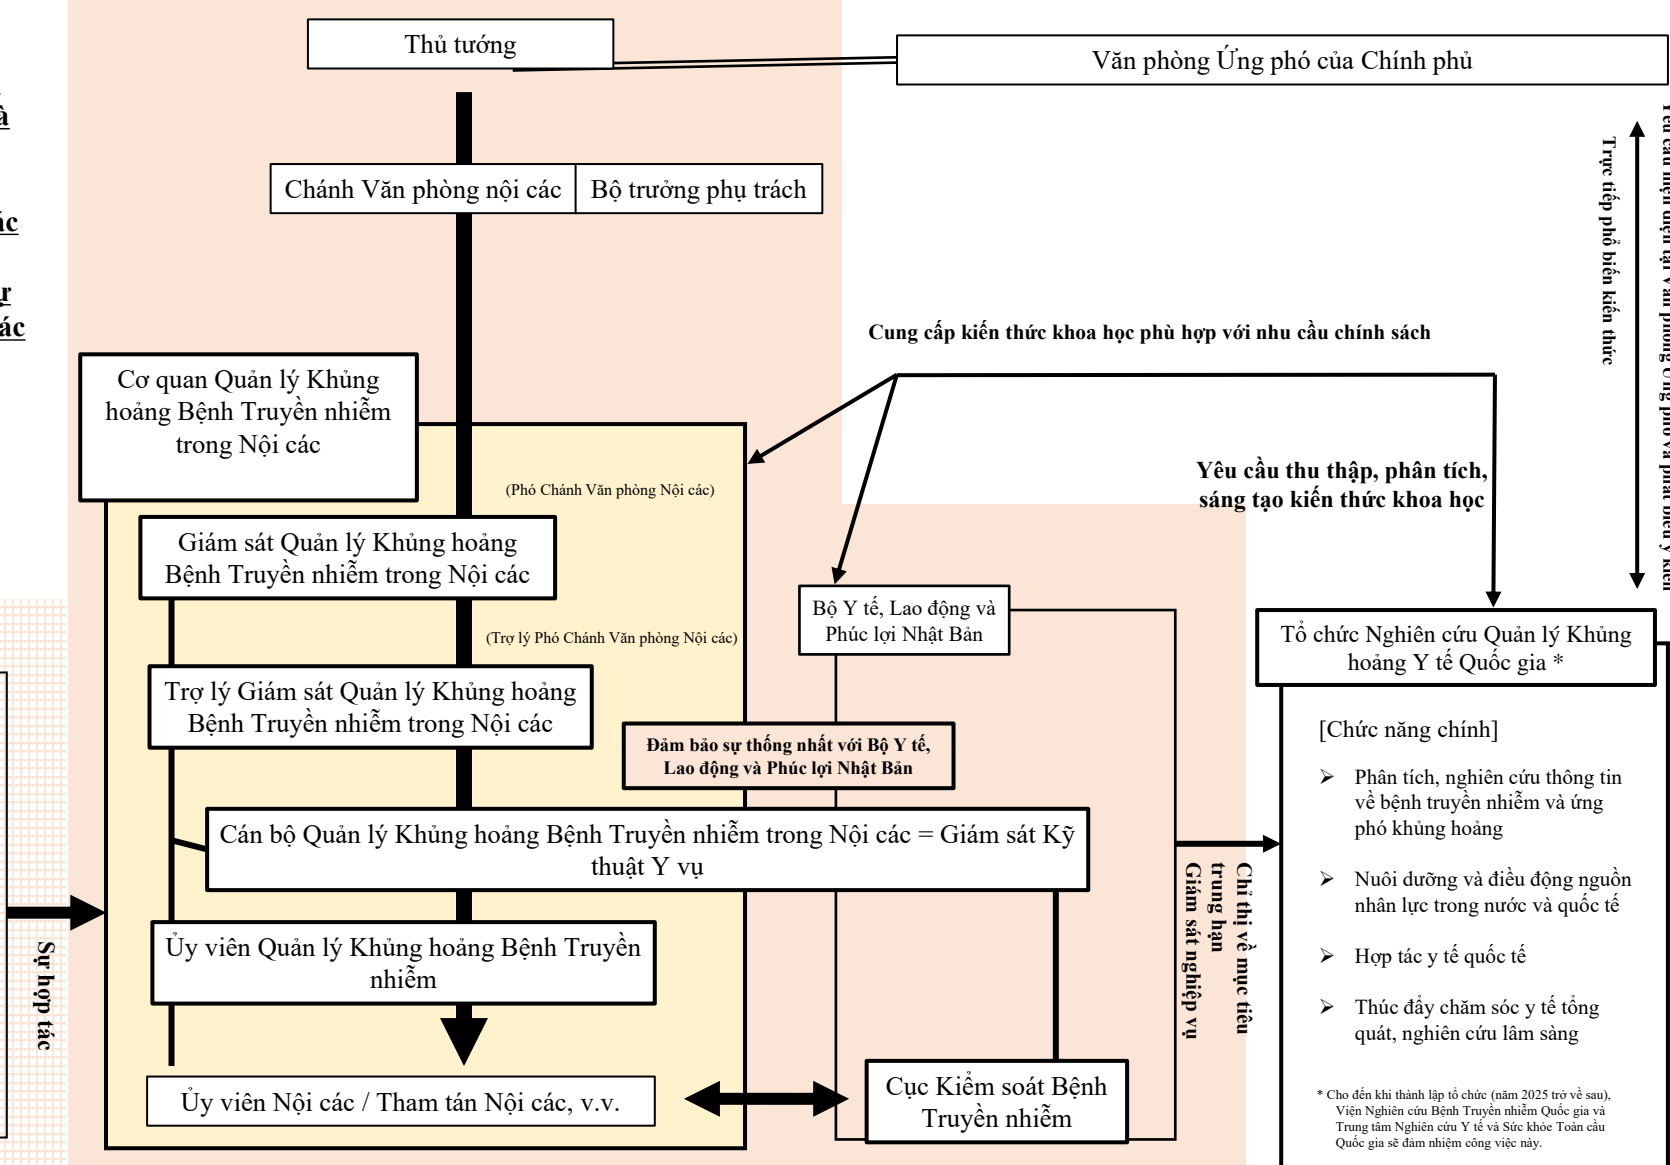 Thủ tướng
Văn phòng Ứng phó của Chính phủ
Chánh Văn phòng nội các
Bộ trưởng phụ trách
Trực tiếp phổ biến kiến thức
Yêu cầu hiện diện tại Văn phòng Ứng phó và phát biểu ý kiến
Cung cấp kiến thức khoa học phù hợp với nhu cầu chính sách
Cơ quan Quản lý Khủng
hoảng Bệnh Truyền nhiễm
trong Nội các
Yêu cầu thu thập, phân tích,
sáng tạo kiến thức khoa học
(Phó Chánh Văn phòng Nội các)
Giám sát Quản lý Khủng hoảng
Bệnh Truyền nhiễm trong Nội các
(Trợ lý Phó Chánh Văn phòng Nội các)
Trợ lý Giám sát Quản lý Khủng hoảng
Bệnh Truyền nhiễm trong Nội các
Bộ Y tế, Lao động và
Phúc lợi Nhật Bản
Đảm bảo sự thống nhất với Bộ Y tế,
Lao động và Phúc lợi Nhật Bản
Cán bộ Quản lý Khủng hoảng Bệnh Truyền nhiễm trong Nội các = Giám sát Kỹ
thuật Y vụ
Ủy viên Quản lý Khủng hoảng Bệnh Truyền
nhiễm
Ủy viên Nội các / Tham tán Nội các, v.v.
Cục Kiểm soát Bệnh
Truyền nhiễm
Sự hợp tác
Chỉ thị về mục tiêu
trung hạn
Giám sát nghiệp vụ
Tổ chức Nghiên cứu Quản lý Khủng
hoảng Y tế Quốc gia *
[Chức năng chính]
➢ Phân tích, nghiên cứu thông tin
về bệnh truyền nhiễm và ứng
phó khủng hoảng
➢ Nuôi dưỡng và điều động nguồn
nhân lực trong nước và quốc tế
➢ Hợp tác y tế quốc tế
➢ Thúc đẩy chăm sóc y tế tổng
quát, nghiên cứu lâm sàng
* Cho đến khi thành lập tổ chức (năm 2025 trở về sau),
Viện Nghiên cứu Bệnh Truyền nhiễm Quốc gia và
Trung tâm Nghiên cứu Y tế và Sức khỏe Toàn cầu
Quốc gia sẽ đảm nhiệm công việc này.